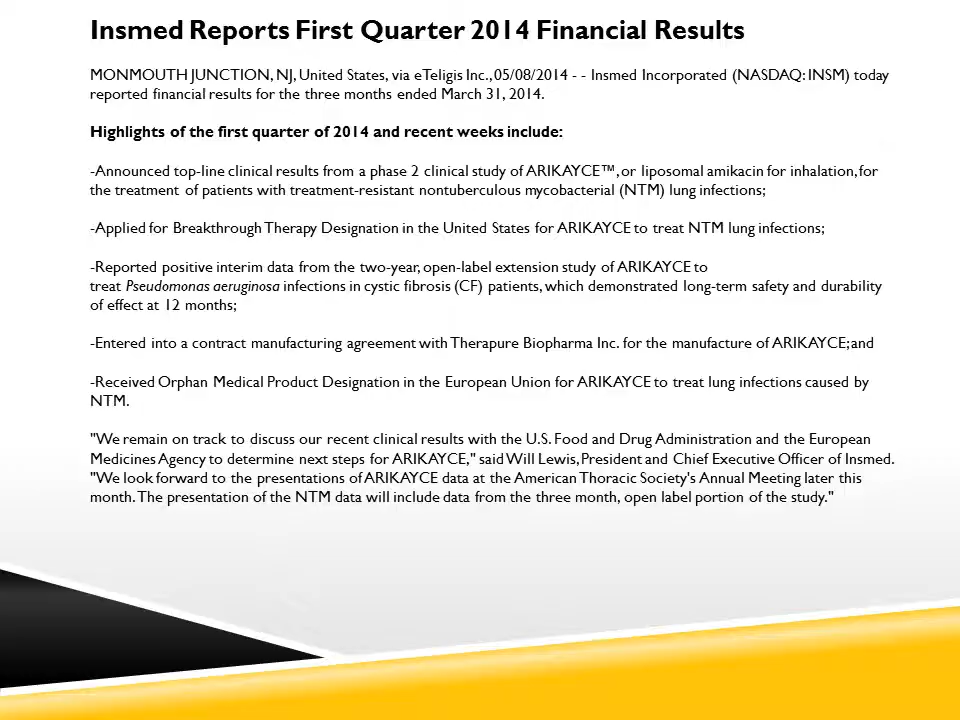 Insmed Reports First Quarter 2014 Financial Results
MONMOUTH JUNCTION, NJ, United States, via eTeligis Inc., 05/08/2014 - - Insmed Incorporated (NASDAQ: INSM) today
reported financial results for the three months ended March 31, 2014.
Highlights of the first quarter of 2014 and recent weeks include:
-Announced top-line clinical results from a phase 2 clinical study of ARIKAYCE™, or liposomal amikacin for inhalation, for
the treatment of patients with treatment-resistant nontuberculous mycobacterial (NTM) lung infections;
-Applied for Breakthrough Therapy Designation in the United States for ARIKAYCE to treat NTM lung infections;
-Reported positive interim data from the two-year, open-label extension study of ARIKAYCE to
treat Pseudomonas aeruginosa infections in cystic fibrosis (CF) patients, which demonstrated long-term safety and durability
of effect at 12 months;
-Entered into a contract manufacturing agreement with Therapure Biopharma Inc. for the manufacture of ARIKAYCE; and
-Received Orphan Medical Product Designation in the European Union for ARIKAYCE to treat lung infections caused by
NTM.
"We remain on track to discuss our recent clinical results with the U.S. Food and Drug Administration and the European
Medicines Agency to determine next steps for ARIKAYCE," said Will Lewis, President and Chief Executive Officer of Insmed.
"We look forward to the presentations of ARIKAYCE data at the American Thoracic Society's Annual Meeting later this
month. The presentation of the NTM data will include data from the three month, open label portion of the study."